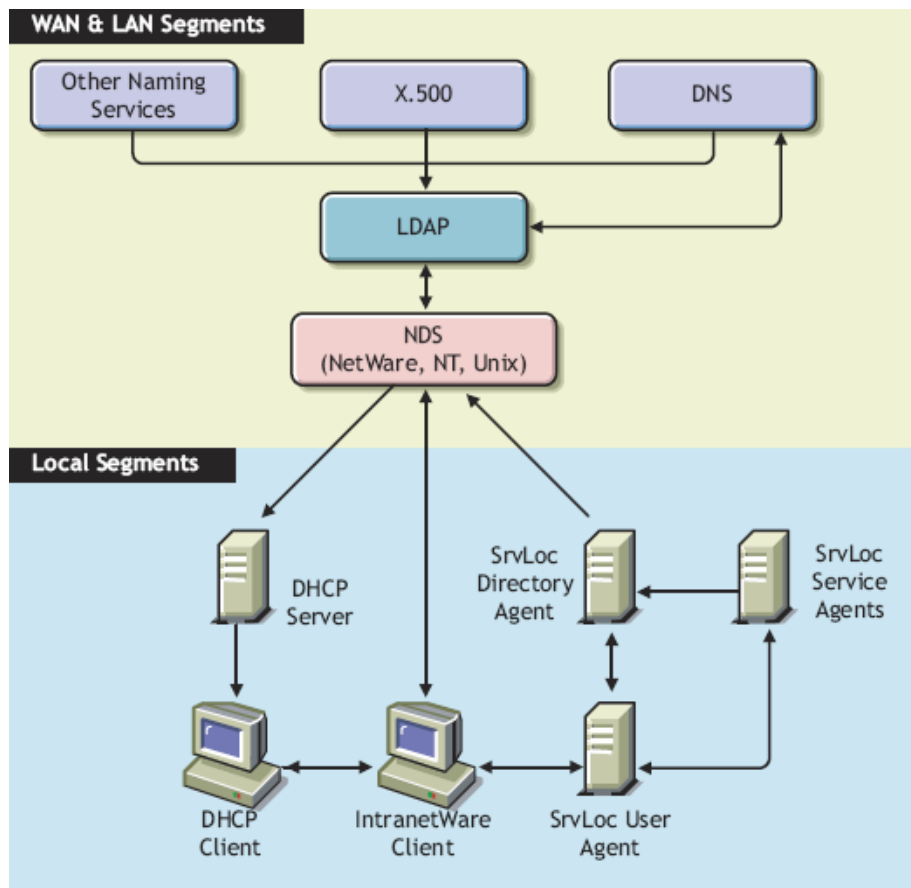 WAN & LAN Segments
Other Naming
Services
X.500
DNS
LDAP
NDS
(NetWare, NT, Unix)
Local Segments
DHCP
Server
SrvLoc
Directory
Agent
SrvLoc
Service
Agents
DHCP
Client
IntranetWare
Client
SrvLoc User
Agent